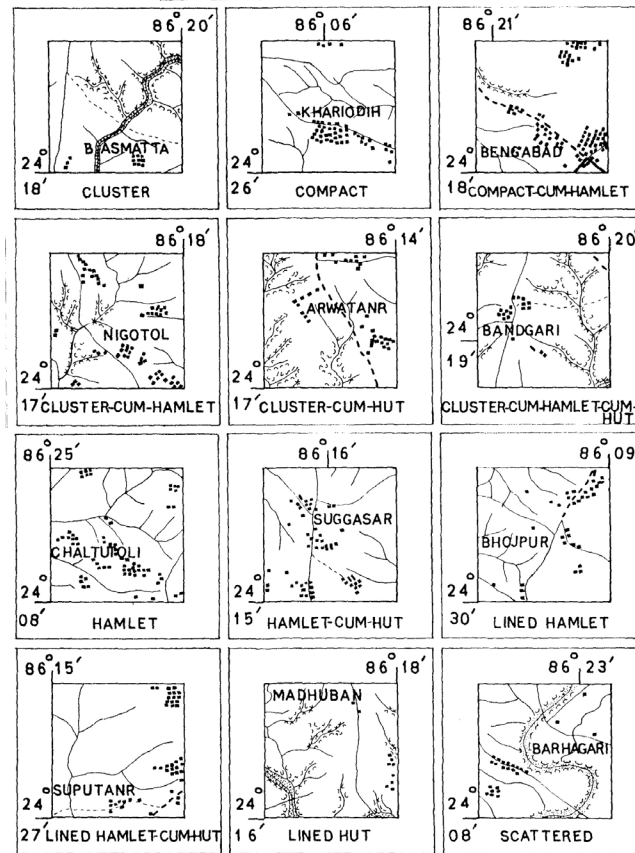 86° 20′
BASMATTA
24°
18′ CLUSTER
86° 06′
KHARIODIH
24°
26′ COMPACT
86° 21′
BENGABAD
24°
18′ COMPACT-CUM-HAMLET
86° 18′
NIGOTOL
24°
17′ CLUSTER-CUM-HAMLET
86° 14′
ARWATANR
24°
17′ CLUSTER-CUM-HUT
86° 20′
BANDGARI
24°
19′
CLUSTER-CUM-HAMLET-CUM-
HUT
86° 25′
24°
08′ HAMLET
86° 16′
SUGGASAR
24°
15′ HAMLET-CUM-HUT
86° 09′
BHOJPUR
24°
30′ LINED HAMLET
86° 15′
SUPUTANR
24°
27′ LINED HAMLET-CUM-HUT
86° 18′
MADHUBAN
24°
16′ LINED HUT
86° 23′
BARHAGARI
24°
08′ SCATTERED